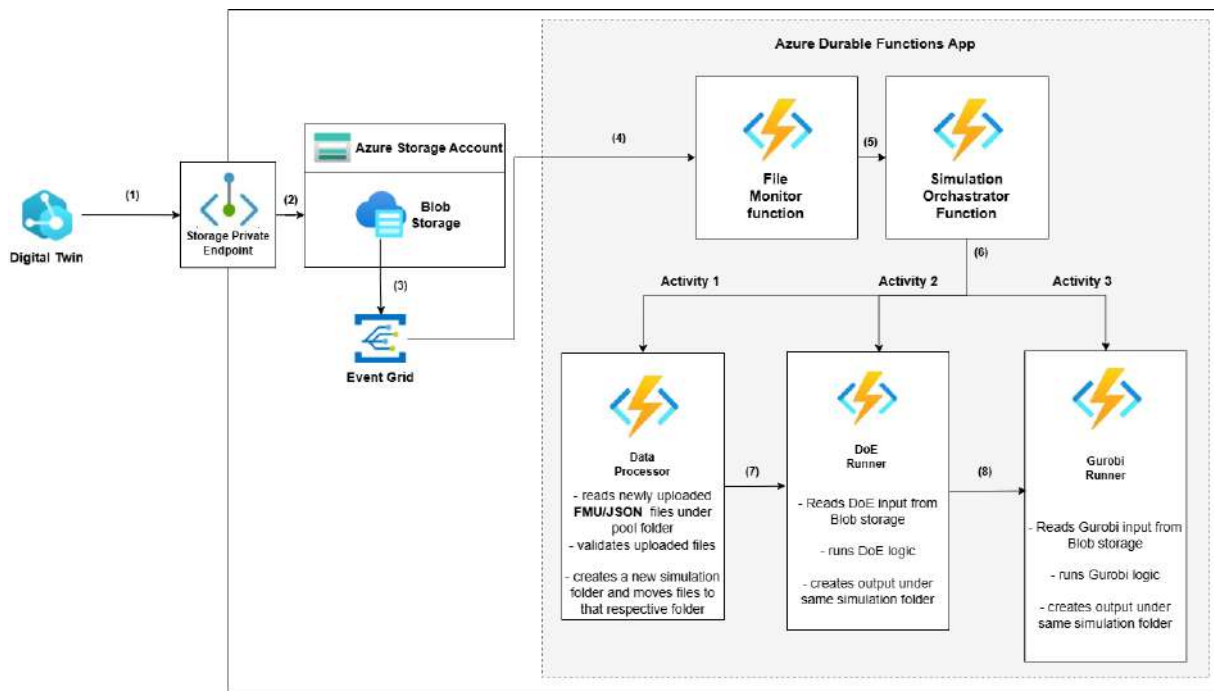 Azure Durable Functions App
Azure Storage Account
Blob
Storage
(1)
(2)
(3)
(4)
(5)
(6)
Digital Twin
Storage Private
Endpoint
Event Grid
File
Monitor
function
Simulation
Orchastrator
Function
Activity 1
Activity 2
Activity 3
Data
Processor
- reads newly uploaded
FMU/JSON files under
pool folder
- validates uploaded files
- creates a new simulation
folder and moves files to
that respective folder
(7)
DoE
Runner
- Reads DoE input from
Blob storage
- runs DoE logic
- creates output under
same simulation folder
(8)
Gurobi
Runner
- Reads Gurobi input from
Blob storage
- runs Gurobi logic
- creates output under
same simulation folder